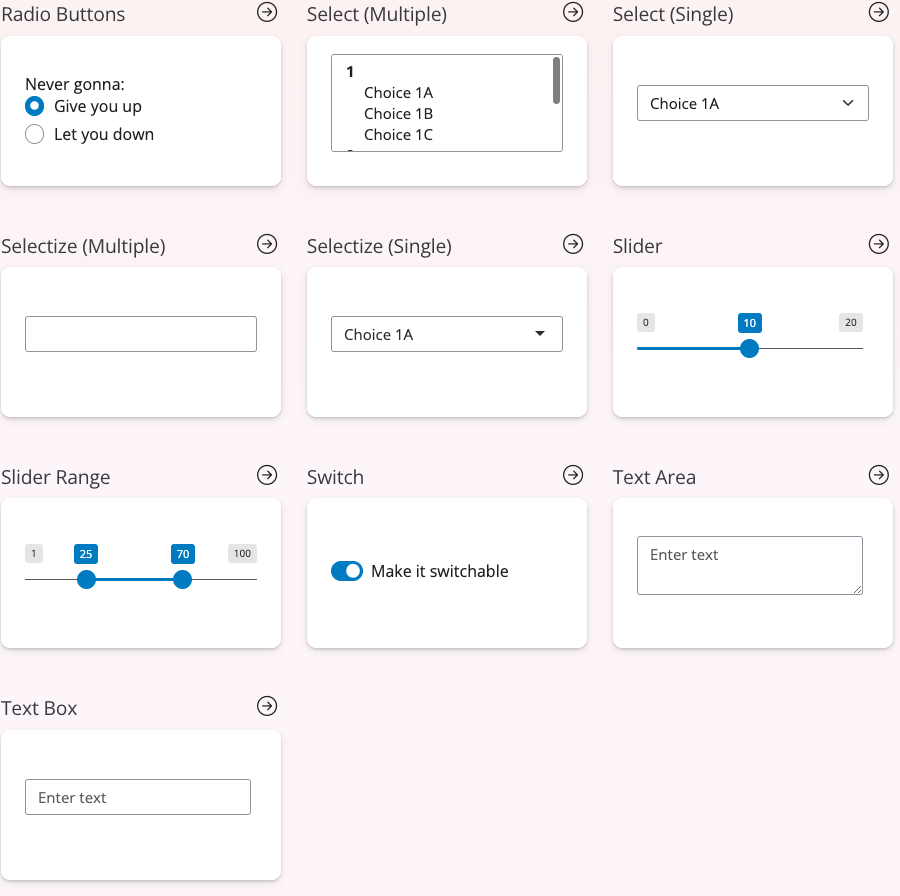 Radio Buttons
Select (Multiple)
Select (Single)
Never gonna:
Give you up
Let you down
1
Choice 1A
Choice 1B
Choice 1C
Choice 1A
Selectize (Multiple)
Selectize (Single)
Slider
Choice 1A
0
10
20
Slider Range
Switch
Text Area
1
25
70
100
Make it switchable
Enter text
Text Box
Enter text